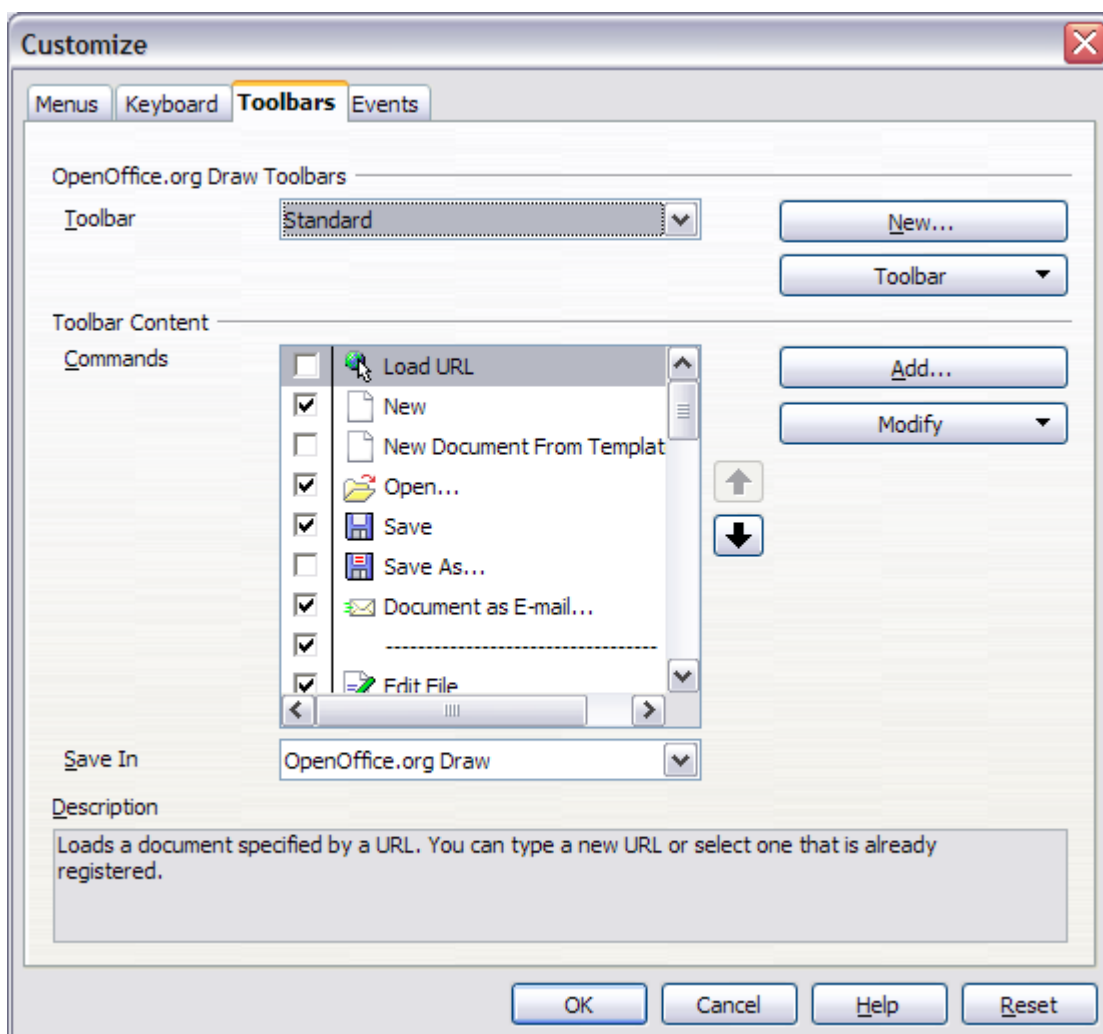 Customize
Menus Keyboard Toolbars Events
OpenOffice.org Draw Toolbars
Toolbar Standard New...
Toolbar
Toolbar Content
Commands Load URL Add...
New
Modify
New Document From Templat
Open...
Save
Save As...
Document as E-mail...
---------------------------------
Edit File
Save In OpenOffice.org Draw
Description
Loads a document specified by a URL. You can type a new URL or select one that is already
registered.
OK Cancel Help Reset